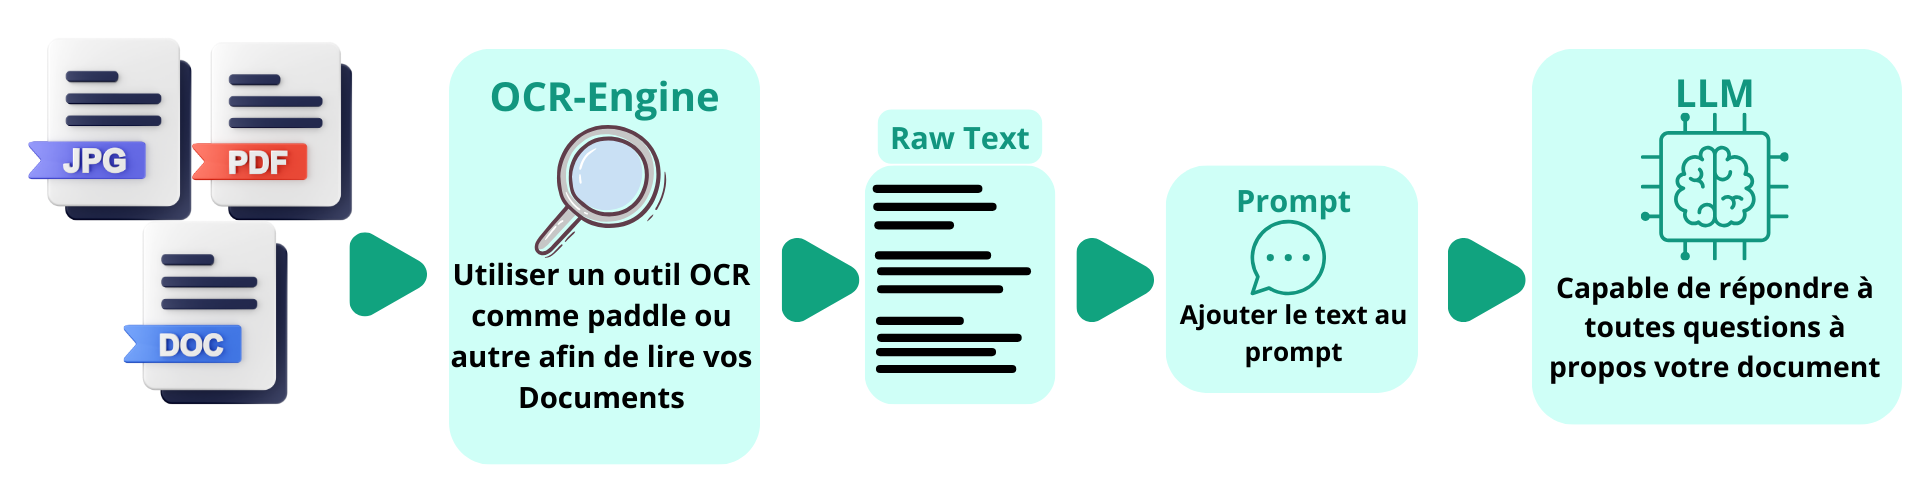 JPG
PDF
DOC
OCR-Engine
Utiliser un outil OCR
comme paddle ou
autre afin de lire vos
Documents
Raw Text
Prompt
Ajouter le text au
prompt
LLM
Capable de répondre à
toutes questions à
propos votre document